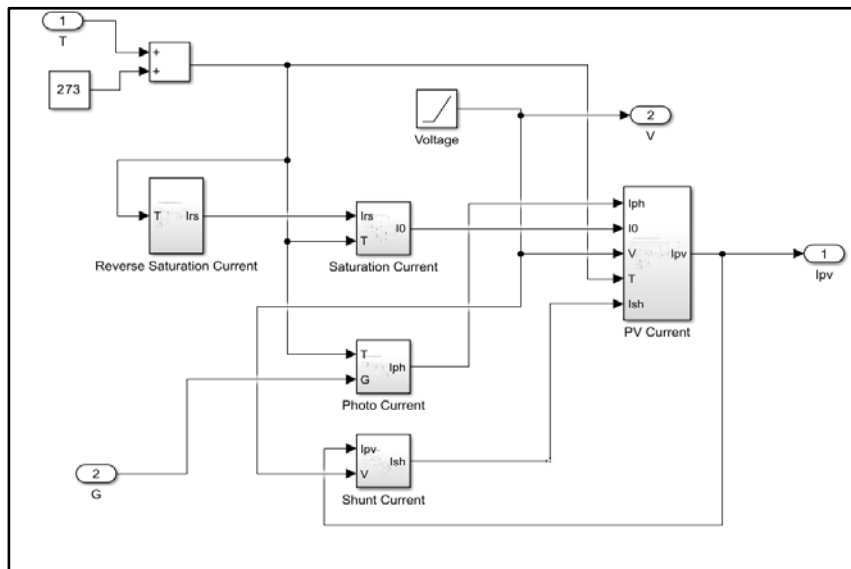 1
T
+
+
273
Voltage
2
V
T
Irs
Reverse Saturation Current
Irs
T
I0
Saturation Current
Iph
I0
V
T
Ish
Ipv
PV Current
1
Ipv
T
G
Iph
Photo Current
2
G
Ipv
V
Ish
Shunt Current